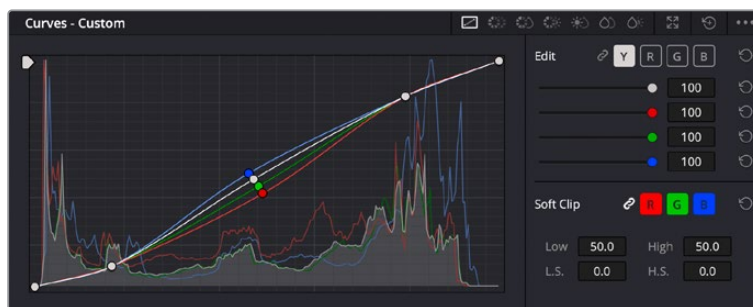 Curves - Custom
Edit Y R G B
100
100
100
100
Soft Clip R G B
Low 50.0 High 50.0
L.S. 0.0 H.S. 0.0